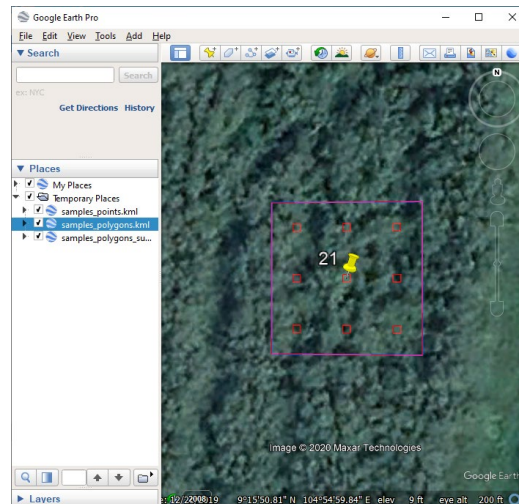 Google Earth Pro
File Edit View Tools Add Help
Search
Search
ex: NYC
Get Directions History
Places
My Places
Temporary Places
samples_points.kml
samples_polygons.kml
samples_polygons_su...
Layers
N
21
Image © 2020 Maxar Technologies
Google Eart
2008 9°15'50.81" N 104°54'59.84" E elev 9 ft eye alt 200 ft